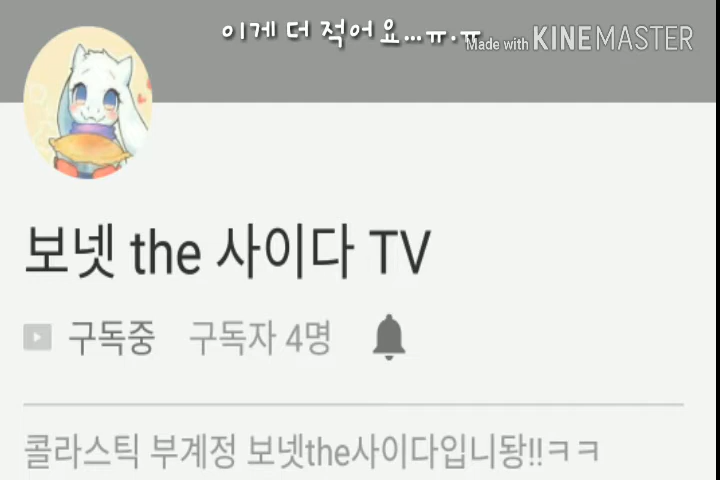 이게 더 적어요...ㅠ.ㅠ
Made with KINEMASTER
보넷 the 사이다 TV
구독중 구독자 4명
콜라스틱 부계정 보넷the사이다입니돵!!ㅋㅋ